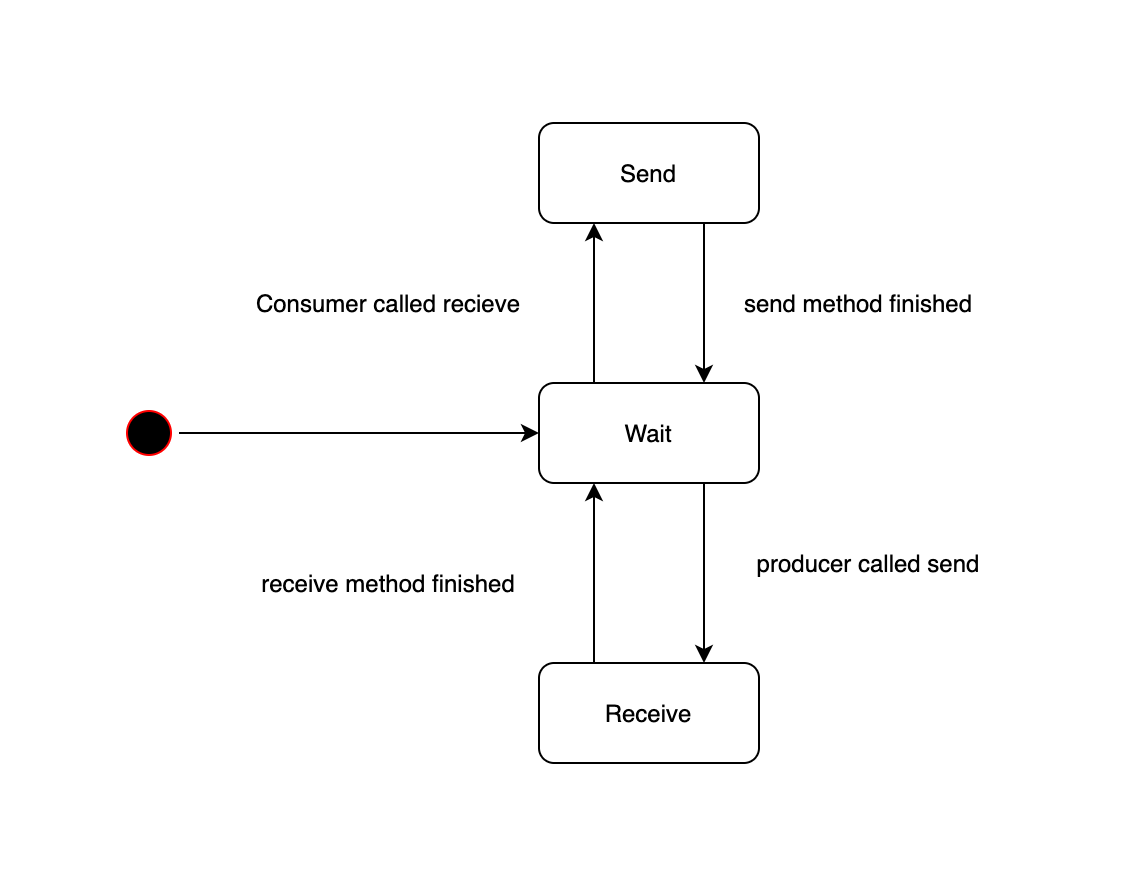 Send
Consumer called recieve
send method finished
Wait
producer called send
receive method finished
Receive